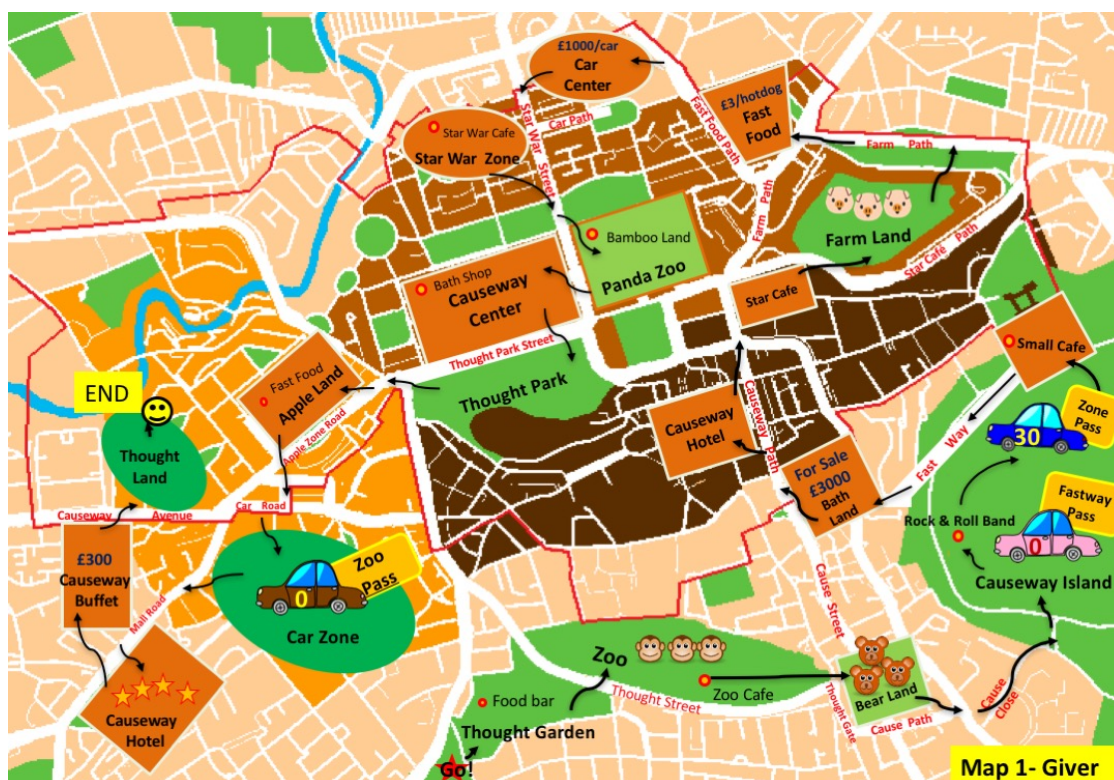 £1000/car
Car
Center
£3/hotdog
Fast
Food
Fast Food Path
Car Path
Star War Street
Star War Cafe
Star War Zone
Farm Path
Farm Path
Farm Land
Star Cafe Path
Bamboo Land
Panda Zoo
Bath Shop
Causeway
Center
Star Cafe
Small Cafe
Thought Park Street
Thought Park
Fast Food
Apple Land
Apple Zone Road
END
Thought
Land
Zone
Pass
30
Fast Way
Causeway
Hotel
Causeway Path
For Sale
£3000
Bath
Land
Fastway
Pass
0
Rock & Roll Band
Causeway Island
Causeway Avenue
Car Road
£300
Causeway
Buffet
Zoo
Pass
0
Car Zone
Mall Road
Causeway
Hotel
Cause Street
Zoo
Zoo Cafe
Thought Street
Bear Land
Thought Gate
Cause Path
Cause
Close
Food bar
Thought Garden
Go!
Map 1- Giver